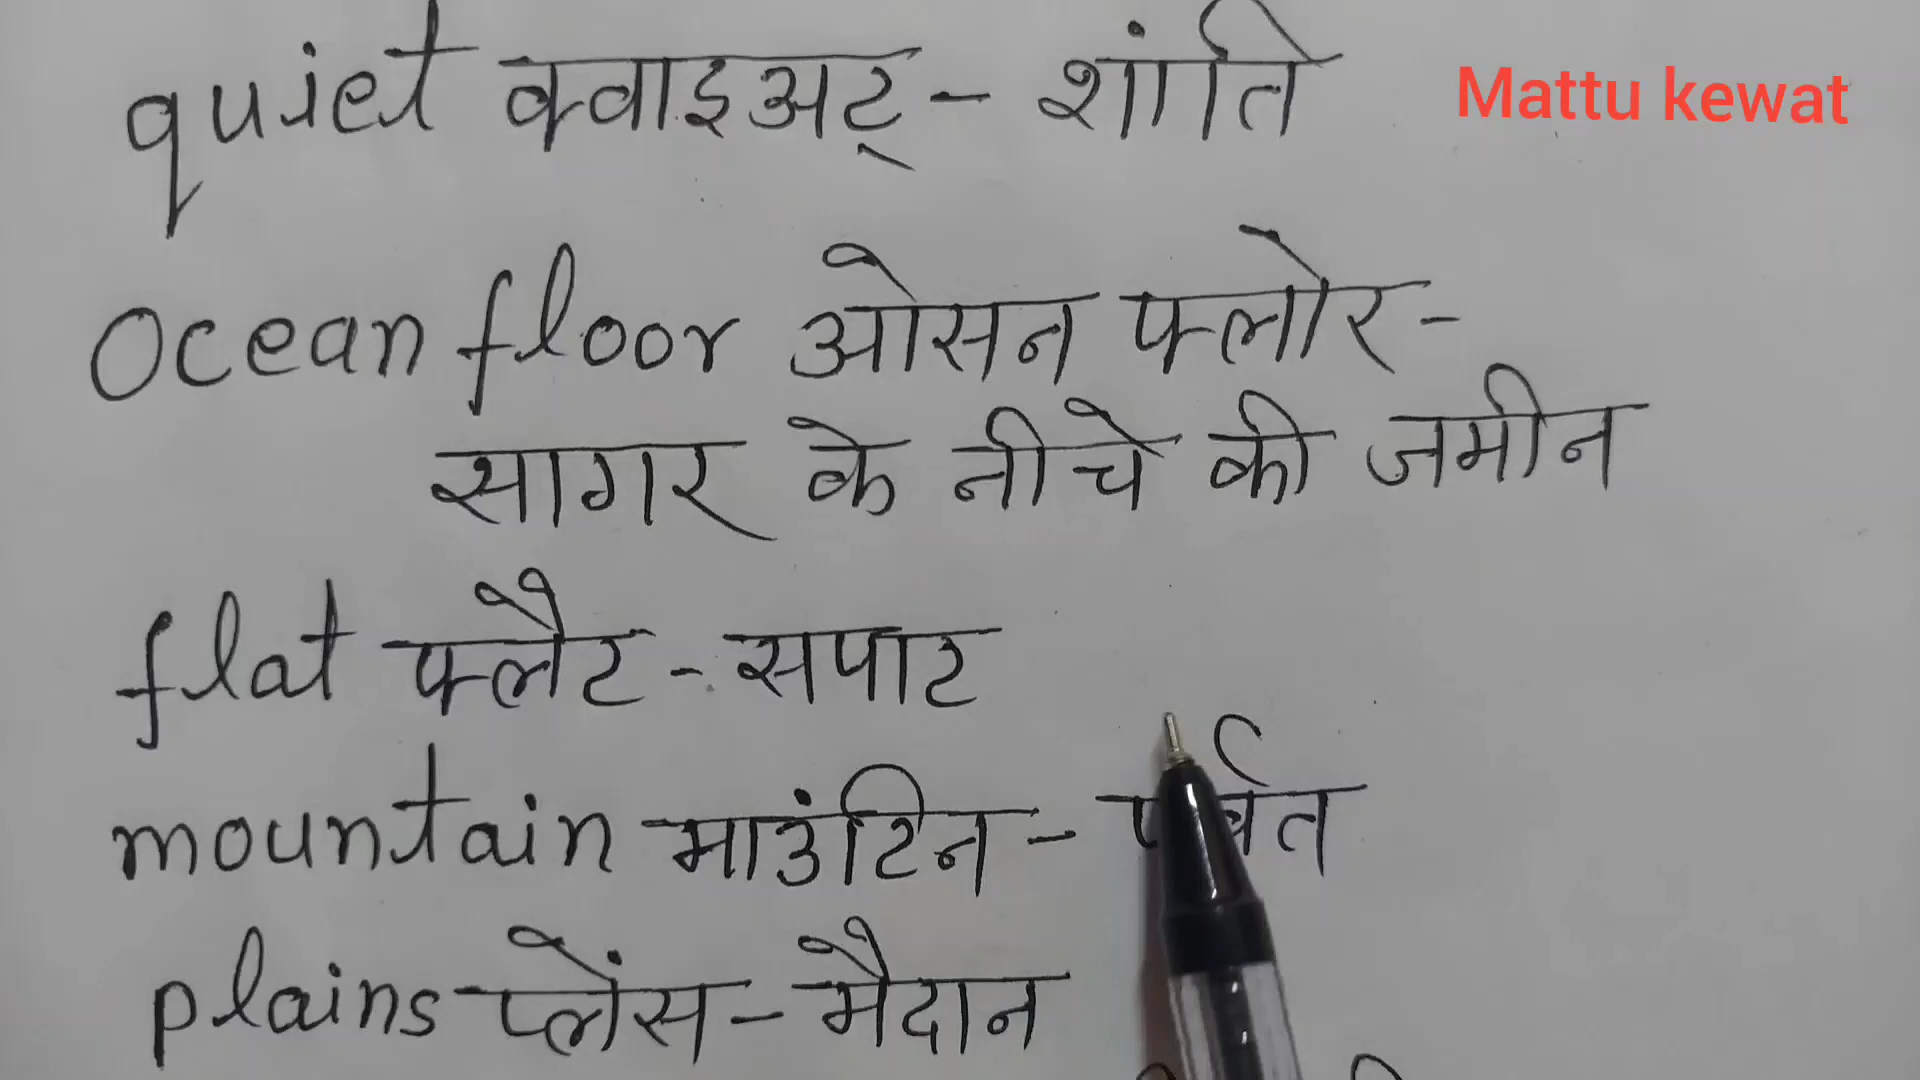 quiet क्वाइअट् - शांति
Mattu kewat
Ocean floor ओसन फ्लोर -
सागर के नीचे की जमीन
flat फ्लैट - सपाट
mountain माउंटिन -
plains प्लेंस - मैदान